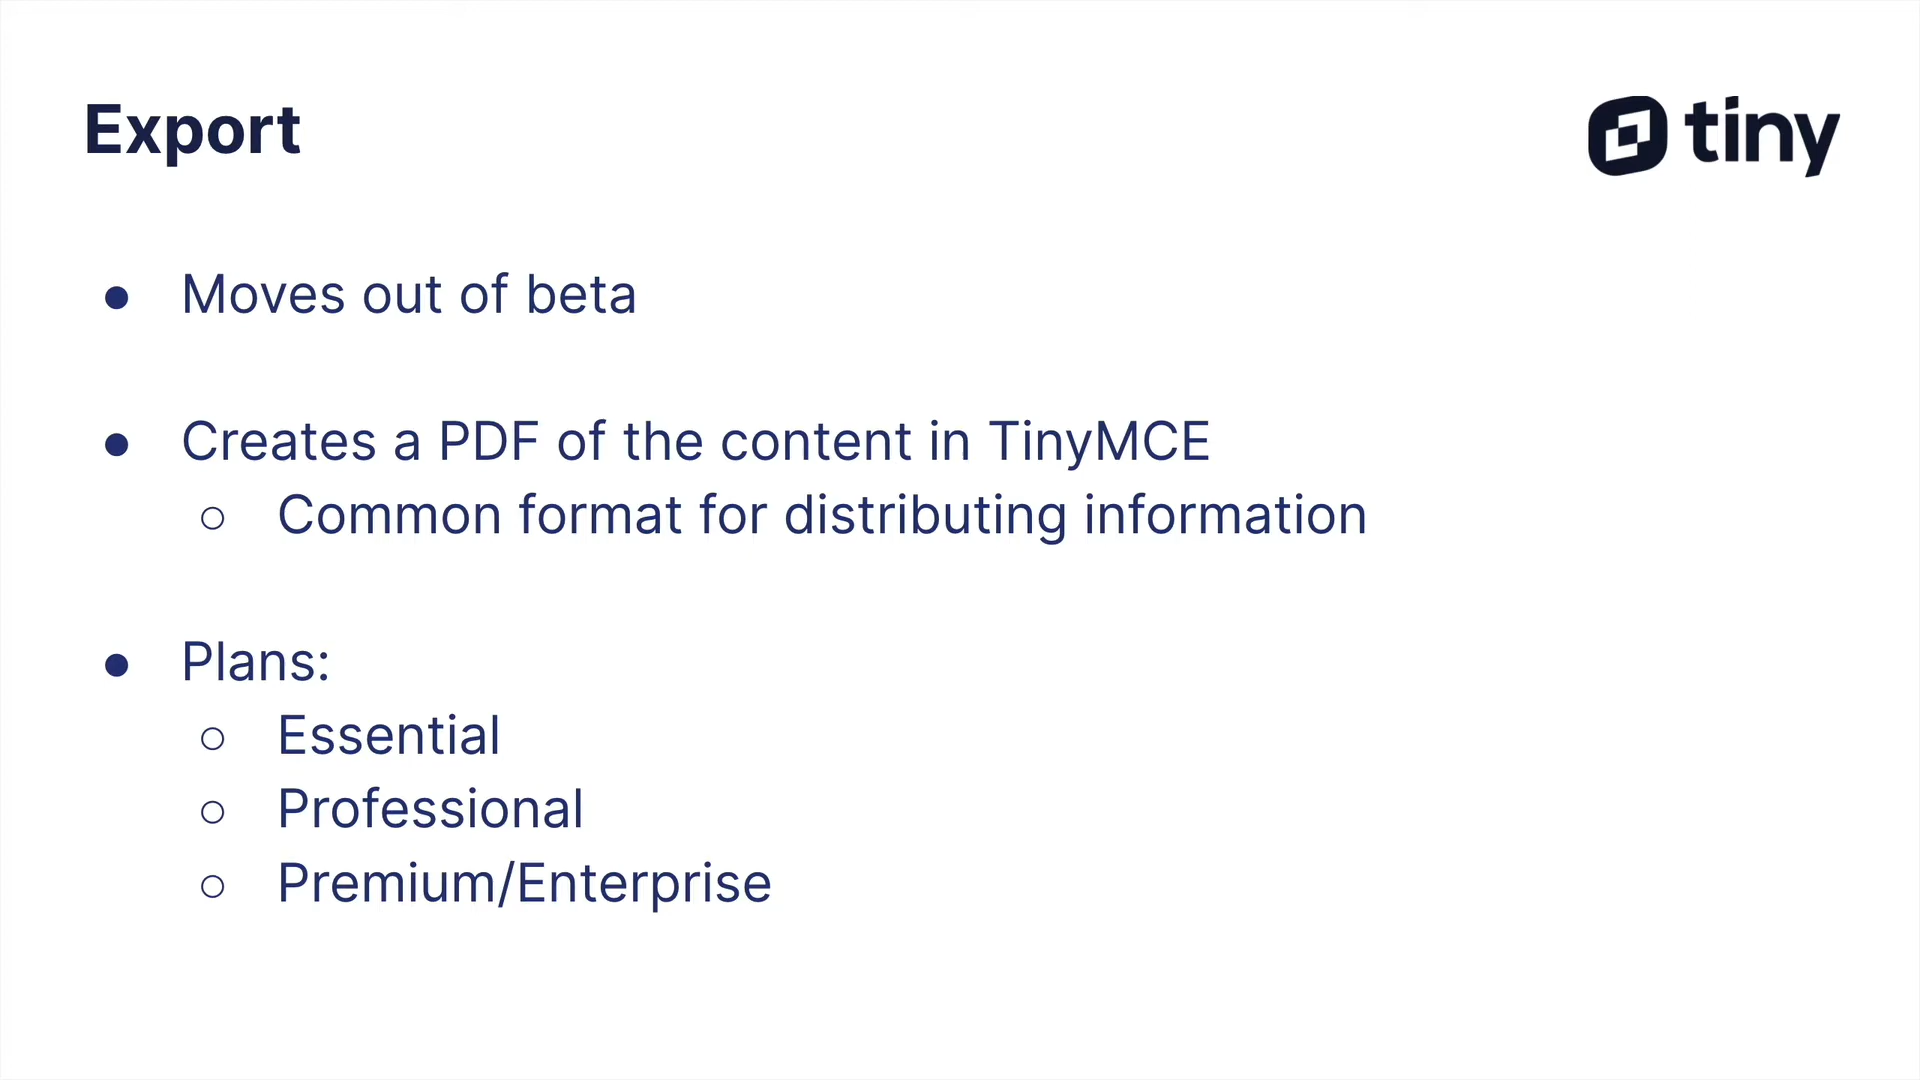 Export
tiny
● Moves out of beta
● Creates a PDF of the content in TinyMCE
○ Common format for distributing information
● Plans:
○ Essential
○ Professional
○ Premium/Enterprise